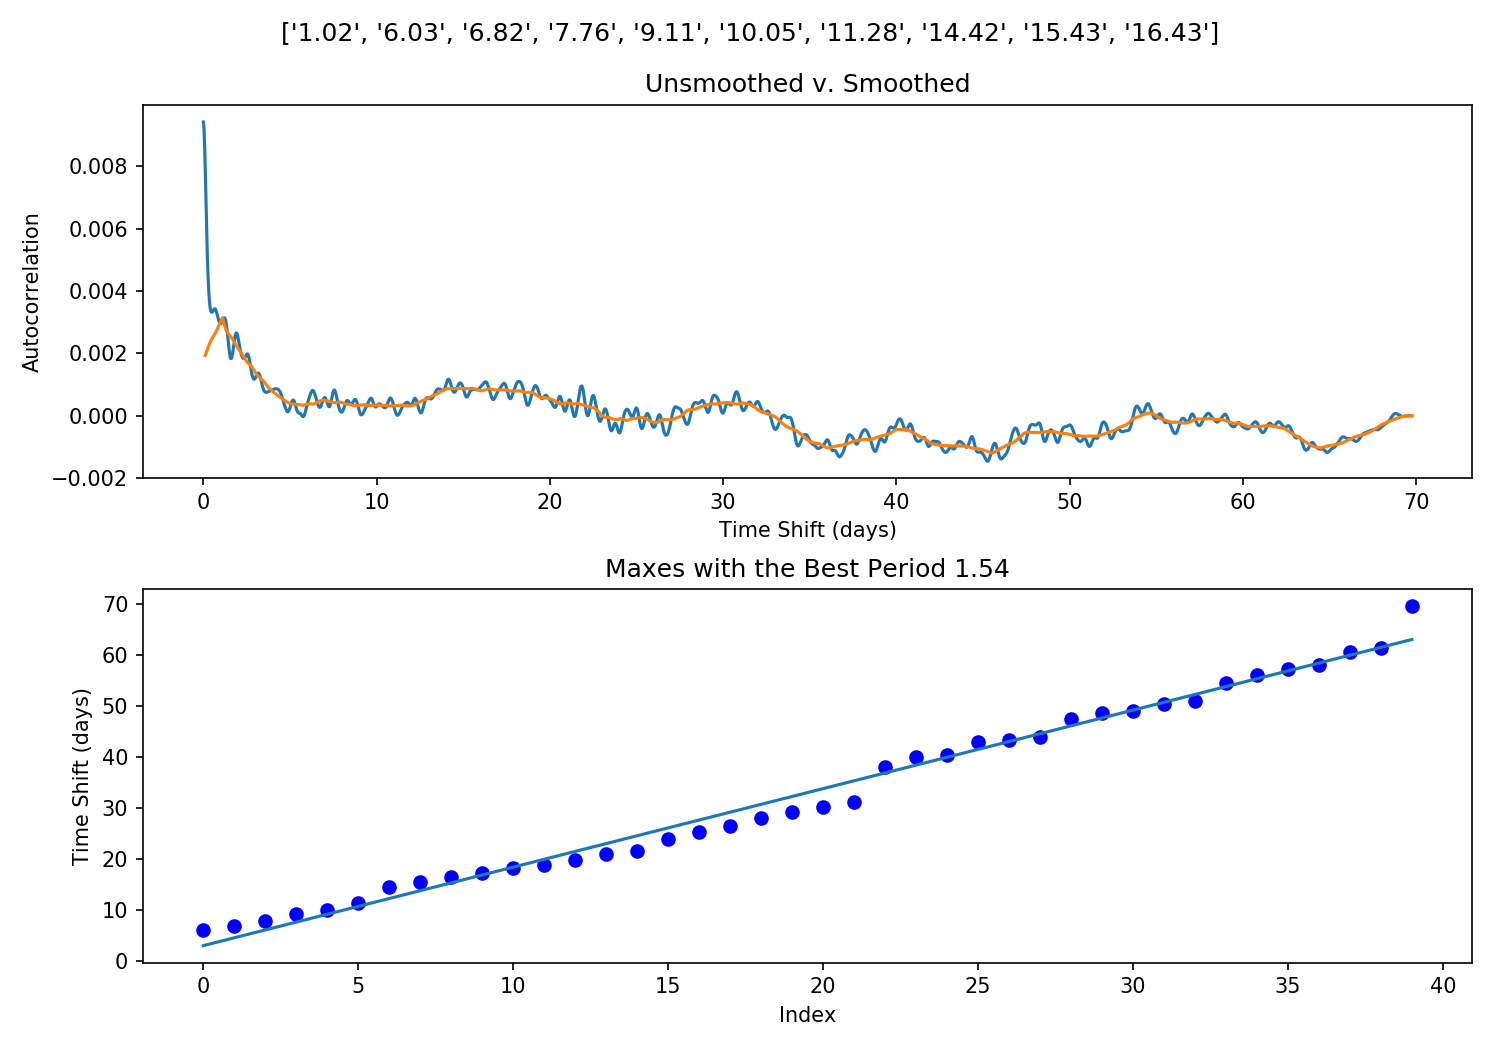 ['1.02', '6.03', '6.82', '7.76', '9.11', '10.05', '11.28', '14.42', '15.43', '16.43']
Unsmoothed v. Smoothed
Autocorrelation
0.008
0.006
0.004
0.002
0.000
−0.002
0 10 20 30 40 50 60 70
Time Shift (days)
Maxes with the Best Period 1.54
Time Shift (days)
70
60
50
40
30
20
10
0
0 5 10 15 20 25 30 35 40
Index